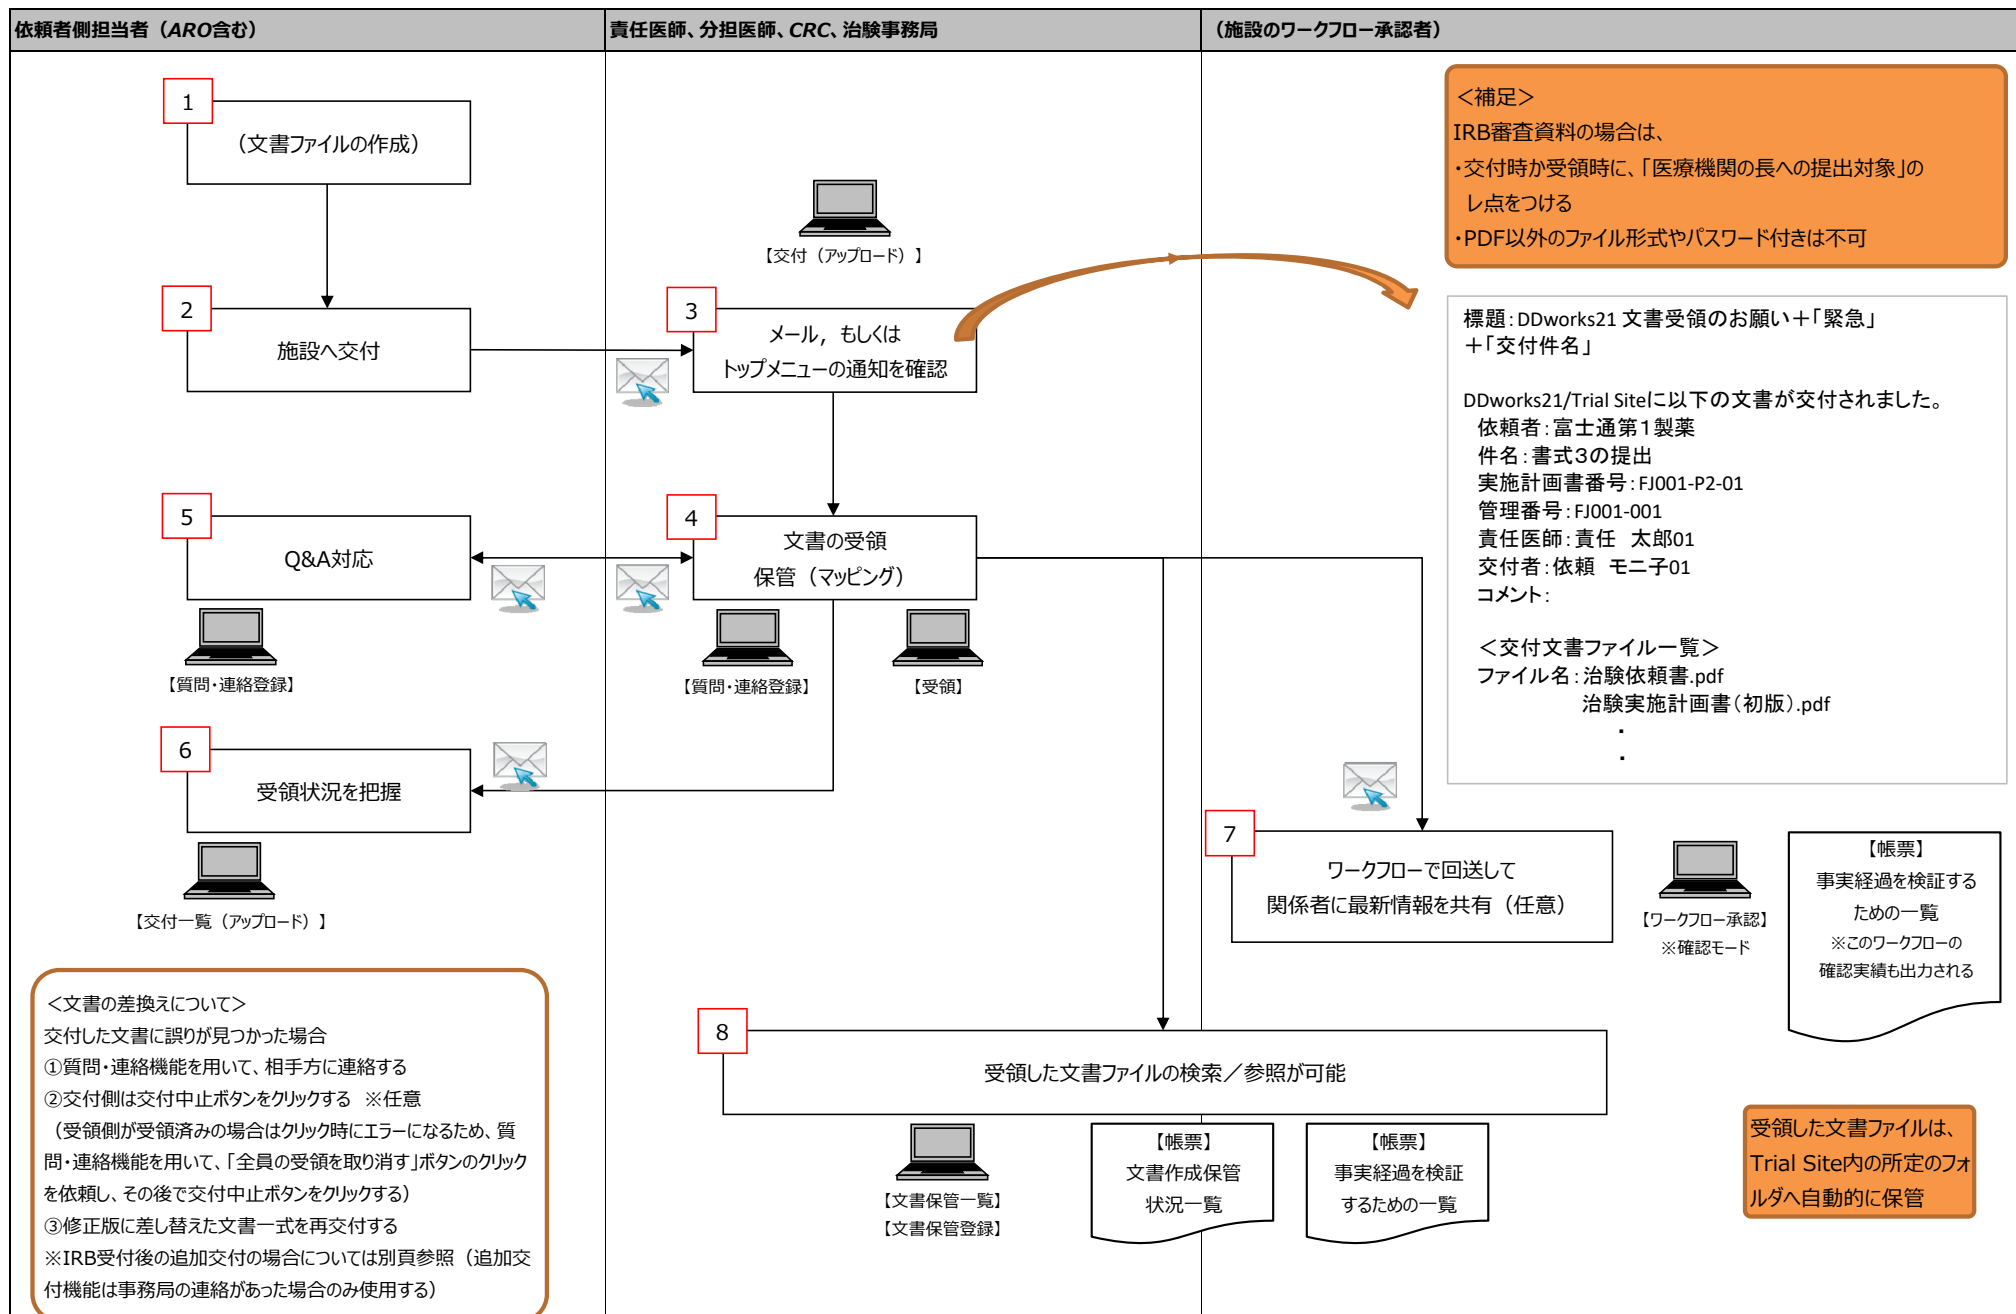 依頼者側担当者（ARO含む）
責任医師、分担医師、CRC、治験事務局
（施設のワークフロー承認者）
1
（文書ファイルの作成）
2
施設へ交付
【交付（アップロード）】
3
メール，もしくは
トップメニューの通知を確認
＜補足＞
IRB審査資料の場合は、
・交付時か受領時に、「医療機関の長への提出対象」の
レ点をつける
・PDF以外のファイル形式やパスワード付きは不可
標題：DDworks21 文書受領のお願い＋「緊急」
＋「交付件名」
DDworks21/Trial Siteに以下の文書が交付されました。
依頼者：富士通第１製薬
件名：書式３の提出
実施計画書番号：FJ001-P2-01
管理番号：FJ001-001
責任医師：責任　太郎01
交付者：依頼　モニ子01
コメント：
＜交付文書ファイル一覧＞
ファイル名：治験依頼書.pdf
治験実施計画書（初版）.pdf
・
・
5
Q&A対応
【質問・連絡登録】
4
文書の受領
保管（マッピング）
【質問・連絡登録】
【受領】
6
受領状況を把握
【交付一覧（アップロード）】
7
ワークフローで回送して
関係者に最新情報を共有（任意）
【ワークフロー承認】
※確認モード
【帳票】
事実経過を検証する
ための一覧
※このワークフローの
確認実績も出力される
＜文書の差換えについて＞
交付した文書に誤りが見つかった場合
①質問・連絡機能を用いて、相手方に連絡する
②交付側は交付中止ボタンをクリックする　※任意
（受領側が受領済みの場合はクリック時にエラーになるため、質
問・連絡機能を用いて、「全員の受領を取り消す」ボタンのクリック
を依頼し、その後で交付中止ボタンをクリックする）
③修正版に差し替えた文書一式を再交付する
※IRB受付後の追加交付の場合については別頁参照（追加交
付機能は事務局の連絡があった場合のみ使用する）
8
受領した文書ファイルの検索／参照が可能
【文書保管一覧】
【文書保管登録】
【帳票】
文書作成保管
状況一覧
【帳票】
事実経過を検証
するための一覧
受領した文書ファイルは、
Trial Site内の所定のフォ
ルダへ自動的に保管